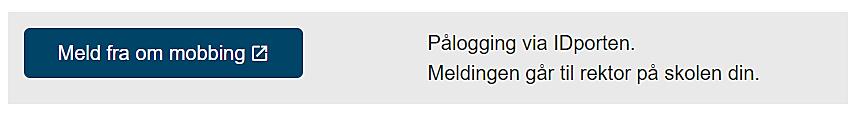 Meld fra om mobbing
Pålogging via IDporten.
Meldingen går til rektor på skolen din.